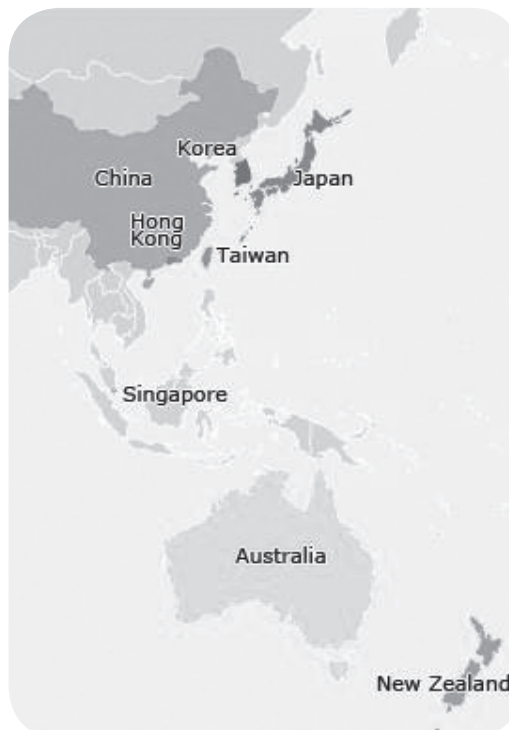 Korea
China
Japan
Hong
Kong
Taiwan
Singapore
Australia
New Zealand